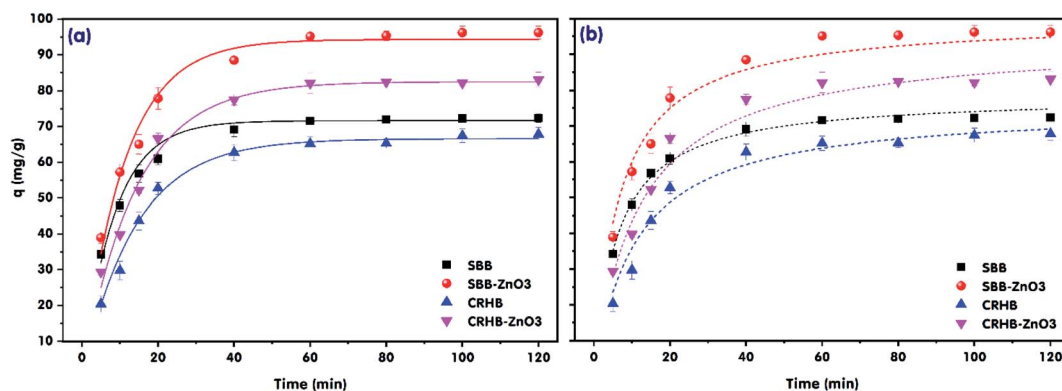 (a)
(b)
q (mg/g)
100
90
80
70
60
50
40
30
20
10
SBB
SBB-ZnO3
CRHB
CRHB-ZnO3
SBB
SBB-ZnO3
CRHB
CRHB-ZnO3
0 20 40 60 80 100 120
0 20 40 60 80 100 120
Time (min)
Time (min)